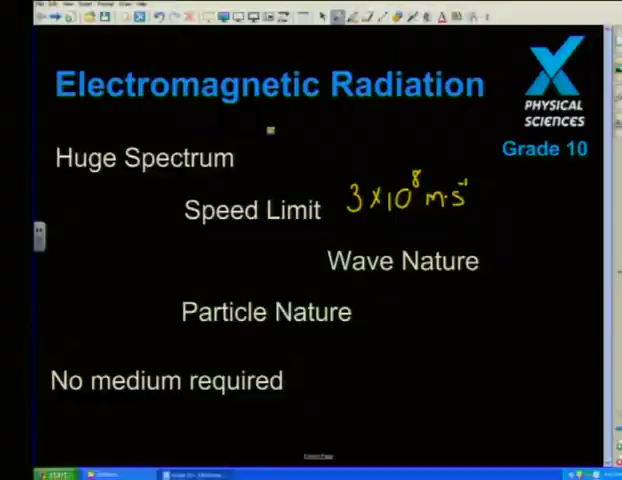 Electromagnetic Radiation
PHYSICAL
SCIENCES
Grade 10
Huge Spectrum
Speed Limit 3×10⁸ m·s⁻¹
Wave Nature
Particle Nature
No medium required
start